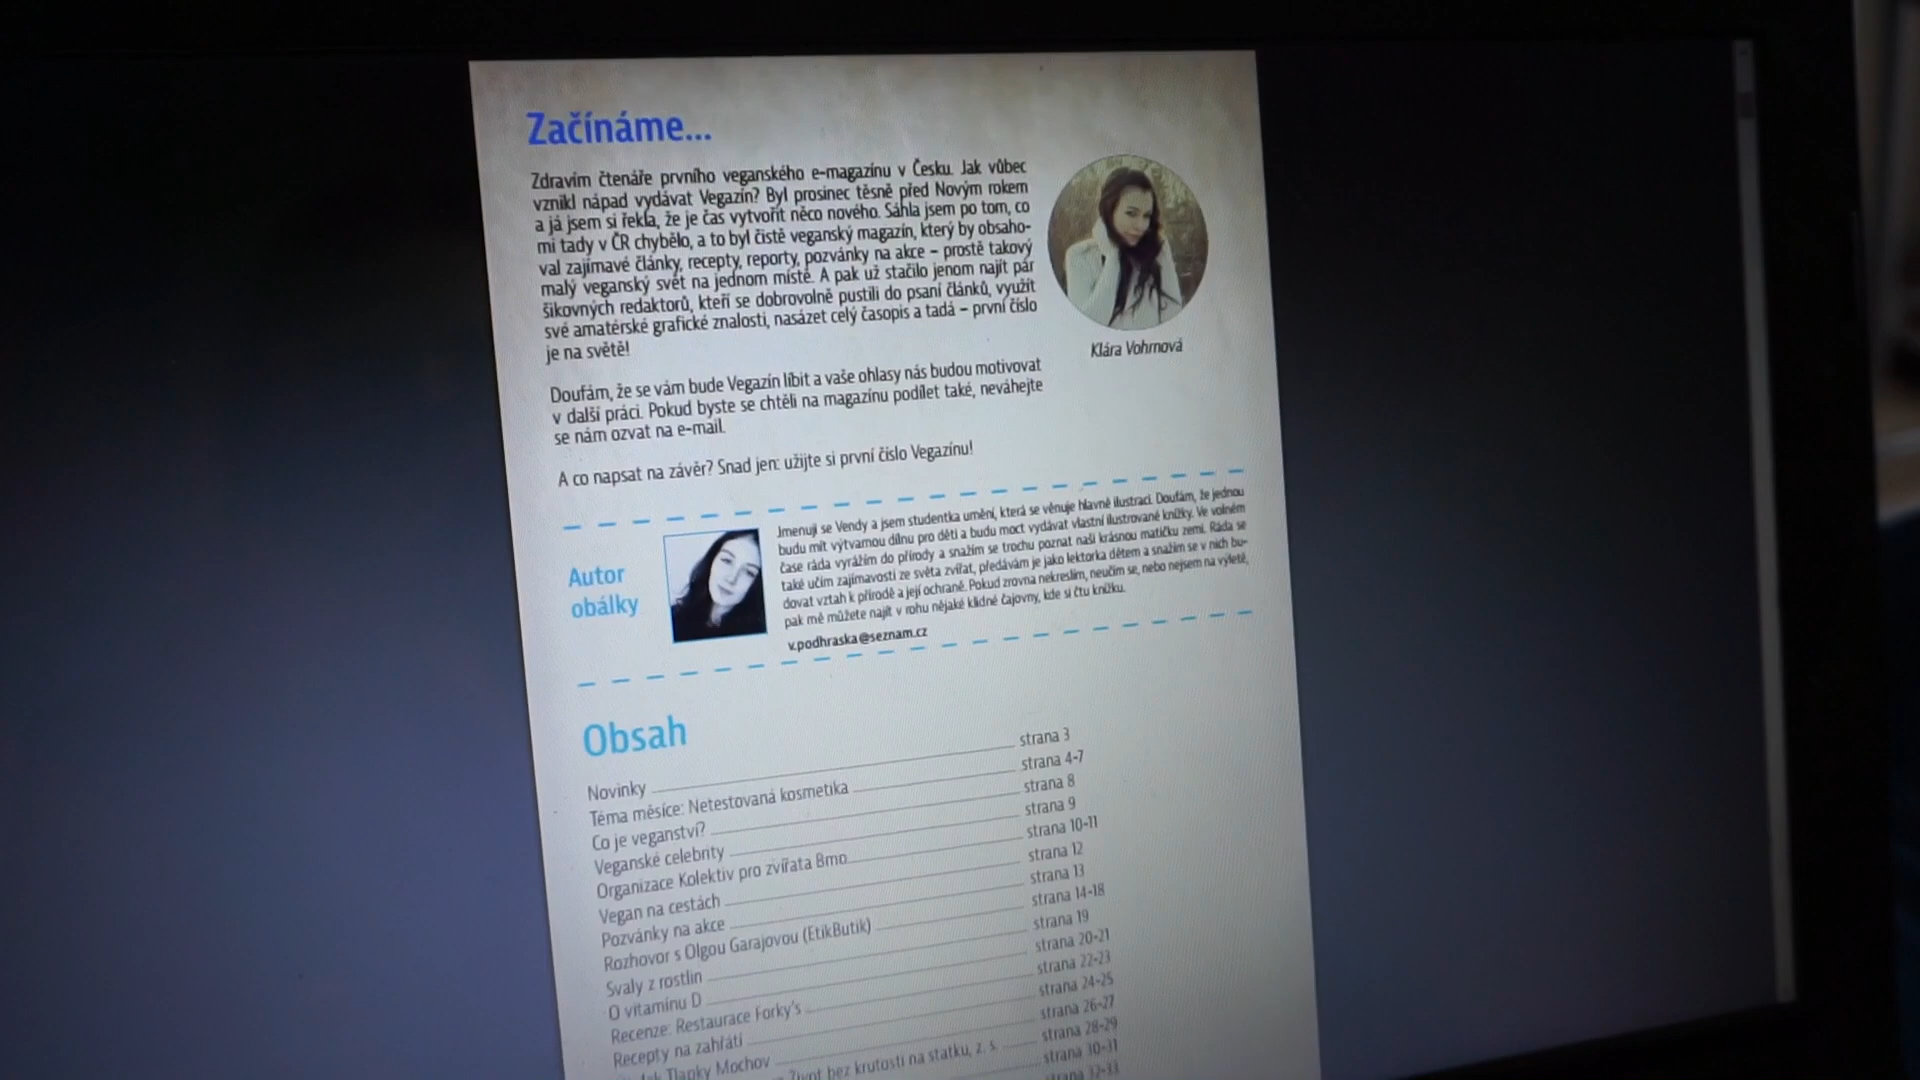 Začínáme...
Zdravím čtenáře prvního veganského e-magazínu v Česku. Jak vůbec
vznikl nápad vydávat Vegazín? Byl prosinec těsně před Novým rokem
a já jsem si řekla, že je čas vytvořit něco nového. Sáhla jsem po tom, co
mi tady v ČR chybělo, a to byl čistě veganský magazín, který by obsaho-
val zajímavé články, recepty, reporty, pozvánky na akce – prostě takový
malý veganský svět na jednom místě. A pak už stačilo jenom najít pár
šikovných redaktorů, kteří se dobrovolně pustili do psaní článků, využít
své amatérské grafické znalosti, nasázet celý časopis a tadá – první číslo
je na světě!
Klára Vohrnová
Doufám, že se vám bude Vegazín líbit a vaše ohlasy nás budou motivovat
v další práci. Pokud byste se chtěli na magazínu podílet také, neváhejte
se nám ozvat na e-mail.
A co napsat na závěr? Snad jen: užijte si první číslo Vegazínu!
Autor
obálky
Jmenuji se Vendy a jsem studentka umění, která se věnuje hlavně ilustraci. Doufám, že jednou
budu mít výtvarnou dílnu pro děti a budu moct vydávat vlastní ilustrované knížky. Ve volném
čase ráda vyrážím do přírody a snažím se trochu poznat naši krásnou matičku zemi. Ráda se
také učím zajímavosti ze světa zvířat, předávám je jako lektorka dětem a snažím se v nich bu-
dovat vztah k přírodě a její ochraně. Pokud zrovna nekreslím, neučím se, nebo nejsem na výletě,
pak mě můžete najít v rohu nějaké klidné čajovny, kde si čtu knížku.
v.podhraska@seznam.cz
Obsah
Novinky strana 3
Téma měsíce: Netestovaná kosmetika strana 4-7
Co je veganství? strana 8
Veganské celebrity strana 9
Organizace Kolektiv pro zvířata Brno strana 10-11
Vegan na cestách strana 12
Pozvánky na akce strana 13
Rozhovor s Olgou Garajovou (EtikButik) strana 14-18
Svaly z rostlin strana 19
O vitamínu D strana 20-21
Recenze: Restaurace Forky's strana 22-23
Recepty na zahřátí strana 24-25
Tlapky Mochov strana 26-27
Život bez krutosti na statku, z. s. strana 28-29
strana 30-31
strana 32-33